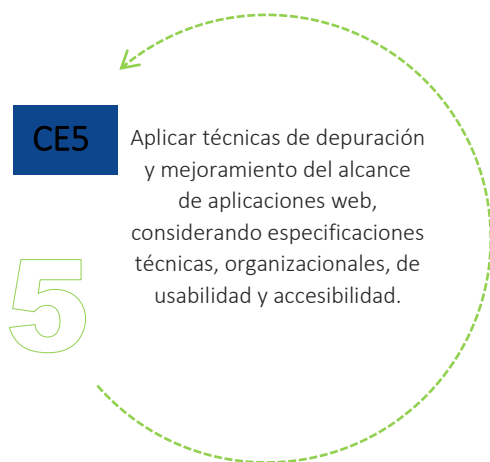 CE5
Aplicar técnicas de depuración
y mejoramiento del alcance
de aplicaciones web,
considerando especificaciones
técnicas, organizacionales, de
usabilidad y accesibilidad.
5